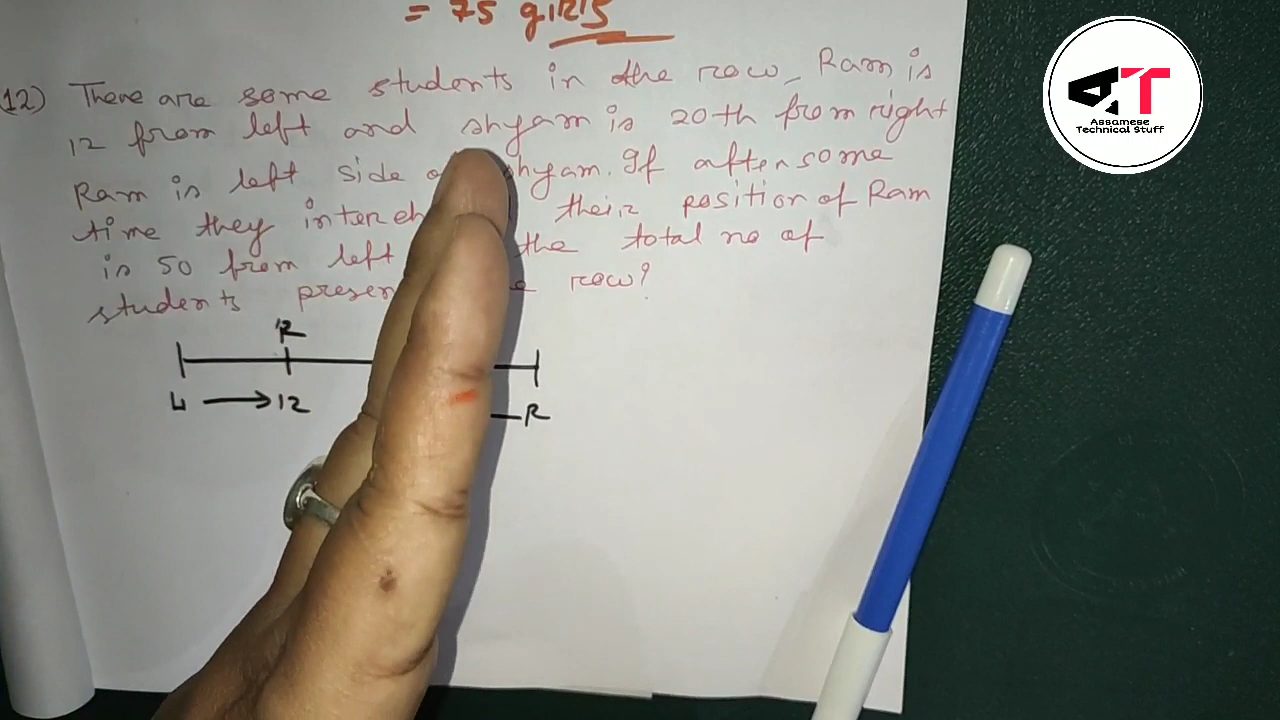 = 75 girls
(12) There are some students in the row, Ram is
12 from left and shyam is 20th from right
Ram is left side shyam. If after some
time they their position of Ram
is 50 from left the total no of
students row?
R
L → 12
R
AT
Assamese
Technical Stuff